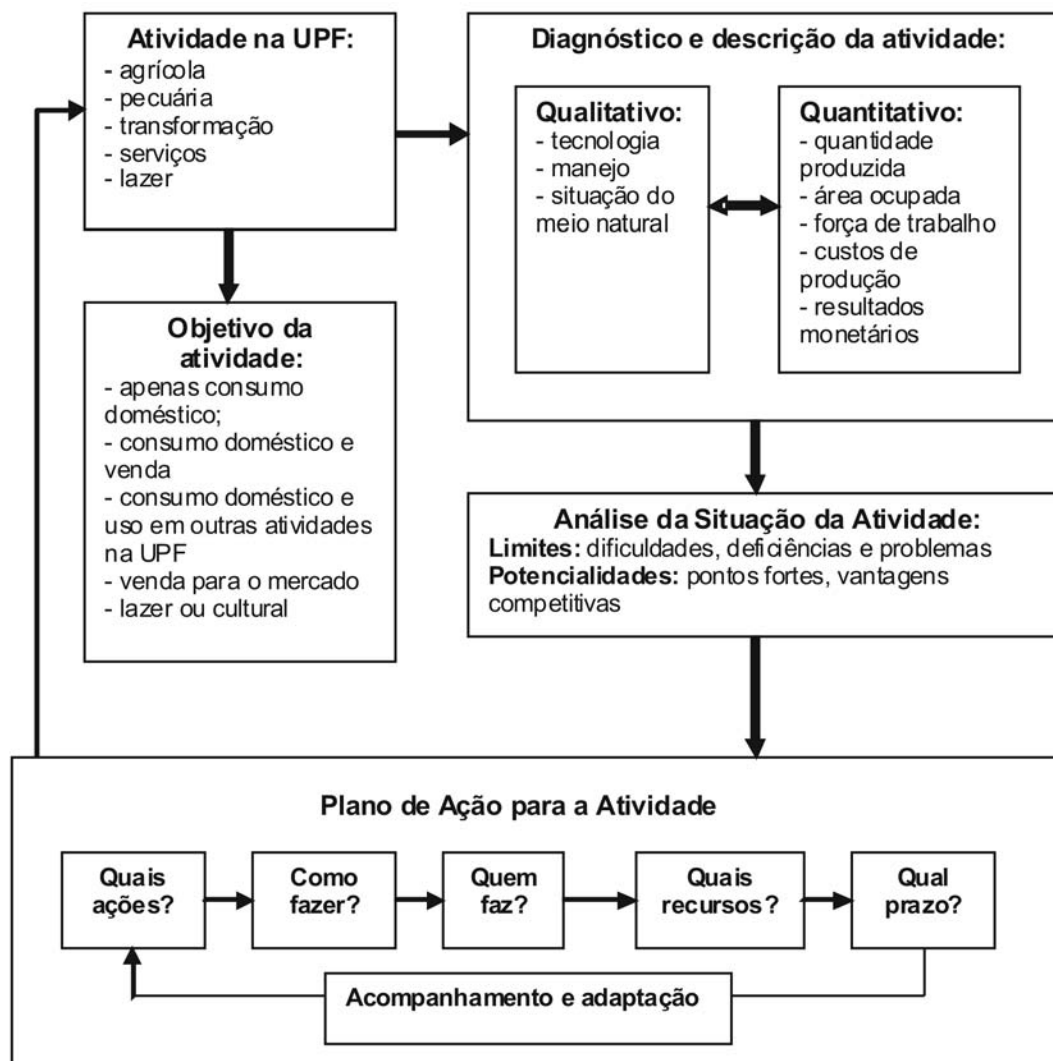 Atividade na UPF:
- agrícola
- pecuária
- transformação
- serviços
- lazer
Diagnóstico e descrição da atividade:
Qualitativo:
- tecnologia
- manejo
- situação do
meio natural
Quantitativo:
- quantidade
produzida
- área ocupada
- força de trabalho
- custos de
produção
- resultados
monetários
Objetivo da
atividade:
- apenas consumo
doméstico;
- consumo doméstico e
venda
- consumo doméstico e
uso em outras atividades
na UPF
- venda para o mercado
- lazer ou cultural
Análise da Situação da Atividade:
Limites: dificuldades, deficiências e problemas
Potencialidades: pontos fortes, vantagens
competitivas
Plano de Ação para a Atividade
Quais
ações?
Como
fazer?
Quem
faz?
Quais
recursos?
Qual
prazo?
Acompanhamento e adaptação